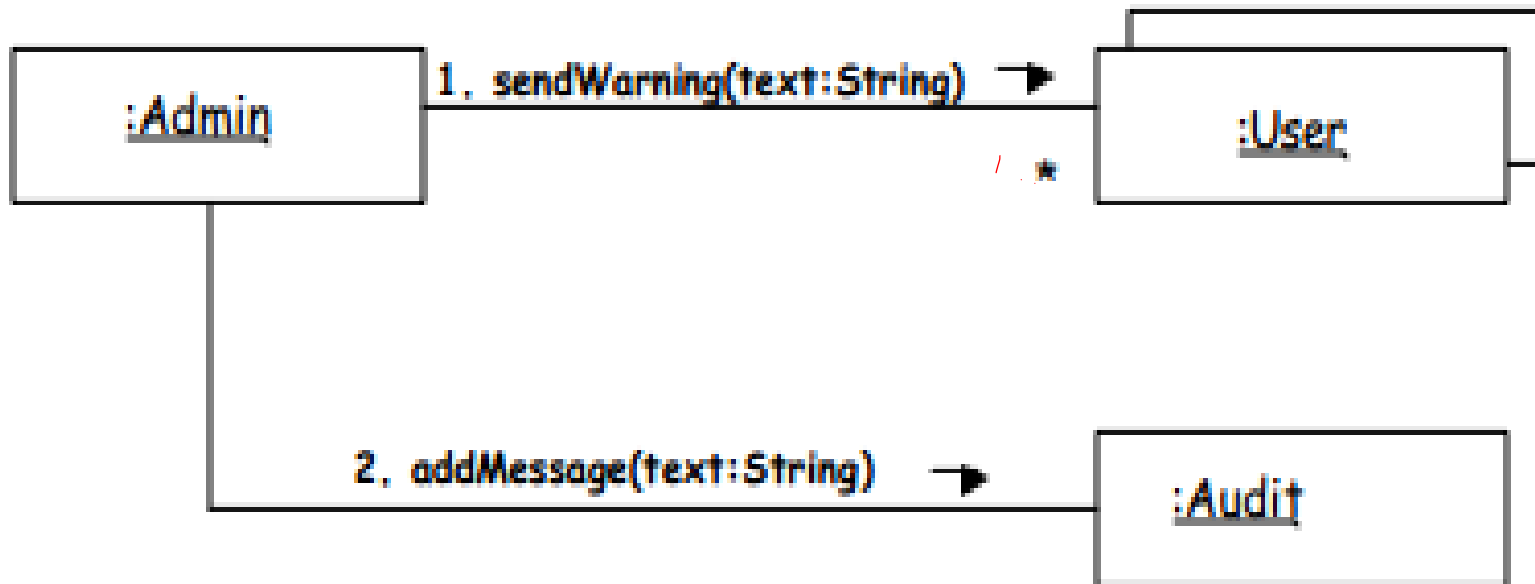 1. sendWarning(text:String)
:Admin
:User
*
2. addMessage(text:String)
:Audit